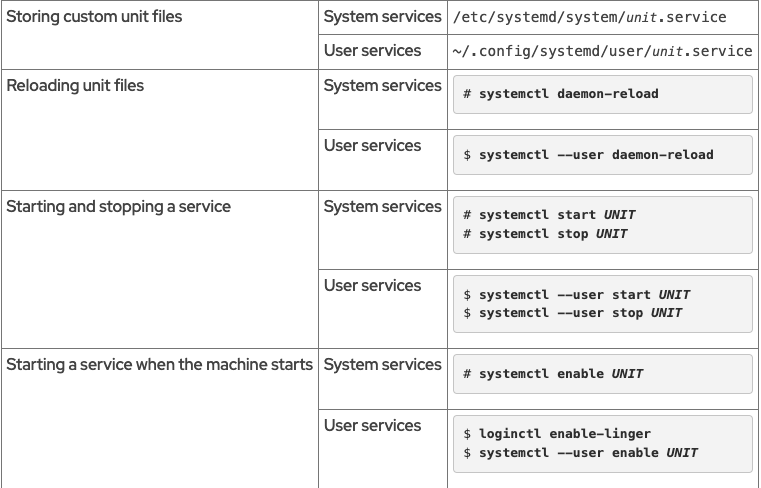 Storing custom unit files
System services
/etc/systemd/system/unit.service
User services
~/.config/systemd/user/unit.service
Reloading unit files
System services
# systemctl daemon-reload
User services
$ systemctl --user daemon-reload
Starting and stopping a service
System services
# systemctl start UNIT
# systemctl stop UNIT
User services
$ systemctl --user start UNIT
$ systemctl --user stop UNIT
Starting a service when the machine starts
System services
# systemctl enable UNIT
User services
$ loginctl enable-linger
$ systemctl --user enable UNIT